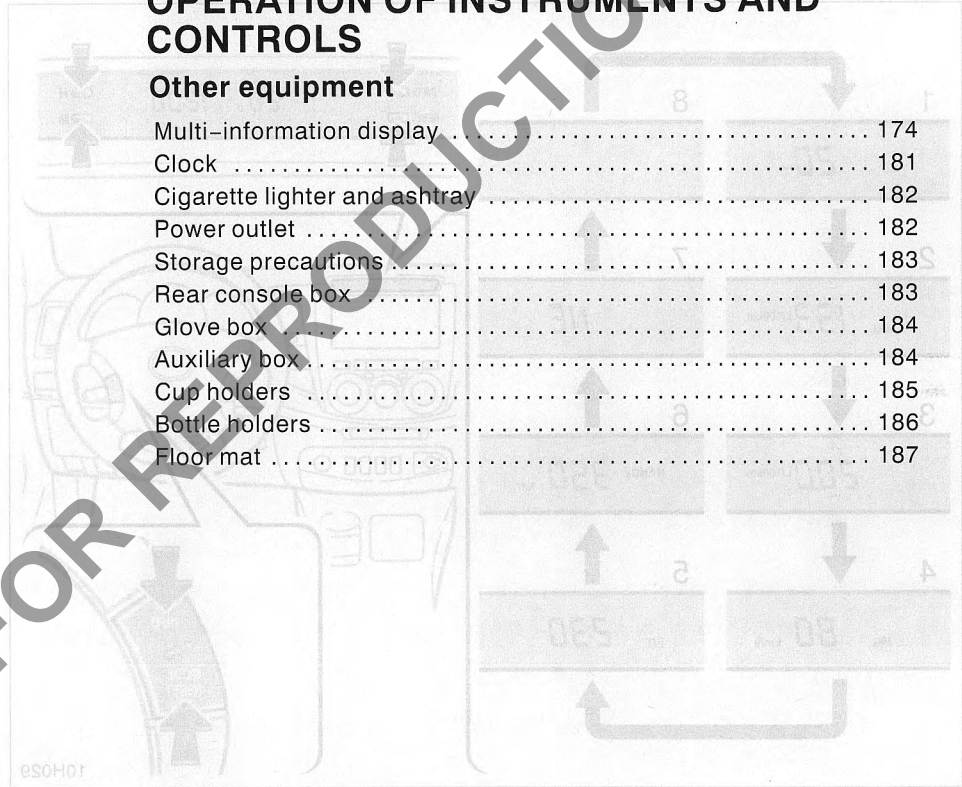 OPERATION OF INSTRUMENTS AND
CONTROLS
Other equipment
Multi–information display . . . . . . . . . . . . . . . . . . . . . . . . . . . . . . . . . . . . . . . 174
Clock . . . . . . . . . . . . . . . . . . . . . . . . . . . . . . . . . . . . . . . . . . . . . . . . . . . . . . . . . . . 181
Cigarette lighter and ashtray . . . . . . . . . . . . . . . . . . . . . . . . . . . . . . . . . . . 182
Power outlet . . . . . . . . . . . . . . . . . . . . . . . . . . . . . . . . . . . . . . . . . . . . . . . . . . . . 182
Storage precautions . . . . . . . . . . . . . . . . . . . . . . . . . . . . . . . . . . . . . . . . . . . . 183
Rear console box . . . . . . . . . . . . . . . . . . . . . . . . . . . . . . . . . . . . . . . . . . . . . . 183
Glove box . . . . . . . . . . . . . . . . . . . . . . . . . . . . . . . . . . . . . . . . . . . . . . . . . . . . . . . 184
Auxiliary box . . . . . . . . . . . . . . . . . . . . . . . . . . . . . . . . . . . . . . . . . . . . . . . . . . . . 184
Cup holders . . . . . . . . . . . . . . . . . . . . . . . . . . . . . . . . . . . . . . . . . . . . . . . . . . . . 185
Bottle holders . . . . . . . . . . . . . . . . . . . . . . . . . . . . . . . . . . . . . . . . . . . . . . . . . . . 186
Floor mat . . . . . . . . . . . . . . . . . . . . . . . . . . . . . . . . . . . . . . . . . . . . . . . . . . . . . . . 187
FOR REPRODUCTIO
1
8
2
7
3
6
4
5
230
80
10H029